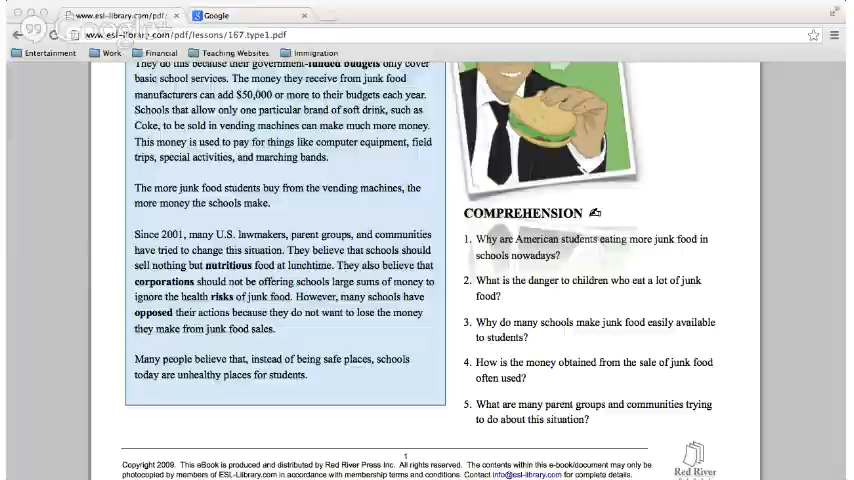 www.esl-library.com/pdf/
Google
www.esl-library.com/pdf/lessons/167.type1.pdf
Entertainment
Work
Financial
Teaching Websites
Immigration
They do this because their government-funded budgets only cover
basic school services. The money they receive from junk food
manufacturers can add $50,000 or more to their budgets each year.
Schools that allow only one particular brand of soft drink, such as
Coke, to be sold in vending machines can make much more money.
This money is used to pay for things like computer equipment, field
trips, special activities, and marching bands.
The more junk food students buy from the vending machines, the
more money the schools make.
Since 2001, many U.S. lawmakers, parent groups, and communities
have tried to change this situation. They believe that schools should
sell nothing but nutritious food at lunchtime. They also believe that
corporations should not be offering schools large sums of money to
ignore the health risks of junk food. However, many schools have
opposed their actions because they do not want to lose the money
they make from junk food sales.
Many people believe that, instead of being safe places, schools
today are unhealthy places for students.
COMPREHENSION
1. Why are American students eating more junk food in
schools nowadays?
2. What is the danger to children who eat a lot of junk
food?
3. Why do many schools make junk food easily available
to students?
4. How is the money obtained from the sale of junk food
often used?
5. What are many parent groups and communities trying
to do about this situation?
1
Copyright 2009. This eBook is produced and distributed by Red River Press Inc. All rights reserved. The contents within this e-book/document may only be
photocopied by members of ESL-Library.com in accordance with membership terms and conditions. Contact info@esl-library.com for complete details.
Red River